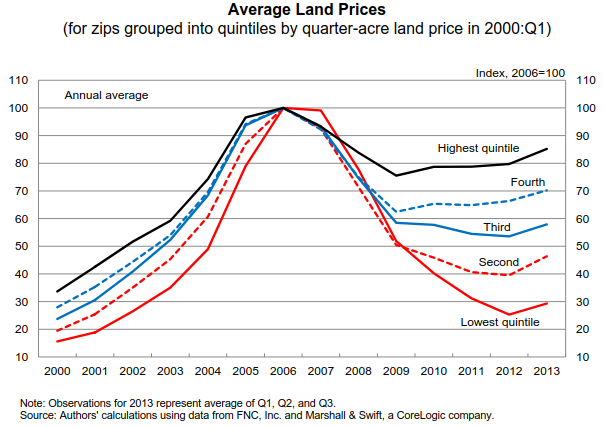 Average Land Prices
(for zips grouped into quintiles by quarter-acre land price in 2000:Q1)
Index, 2006=100
110 110
Annual average
100 100
90 90
Highest quintile
80 80
Fourth
70 70
60 60
Third
50 50
Second
40 40
30 30
Lowest quintile
20 20
10 10
2000 2001 2002 2003 2004 2005 2006 2007 2008 2009 2010 2011 2012 2013
Note: Observations for 2013 represent average of Q1, Q2, and Q3.
Source: Authors' calculations using data from FNC, Inc. and Marshall & Swift, a CoreLogic company.